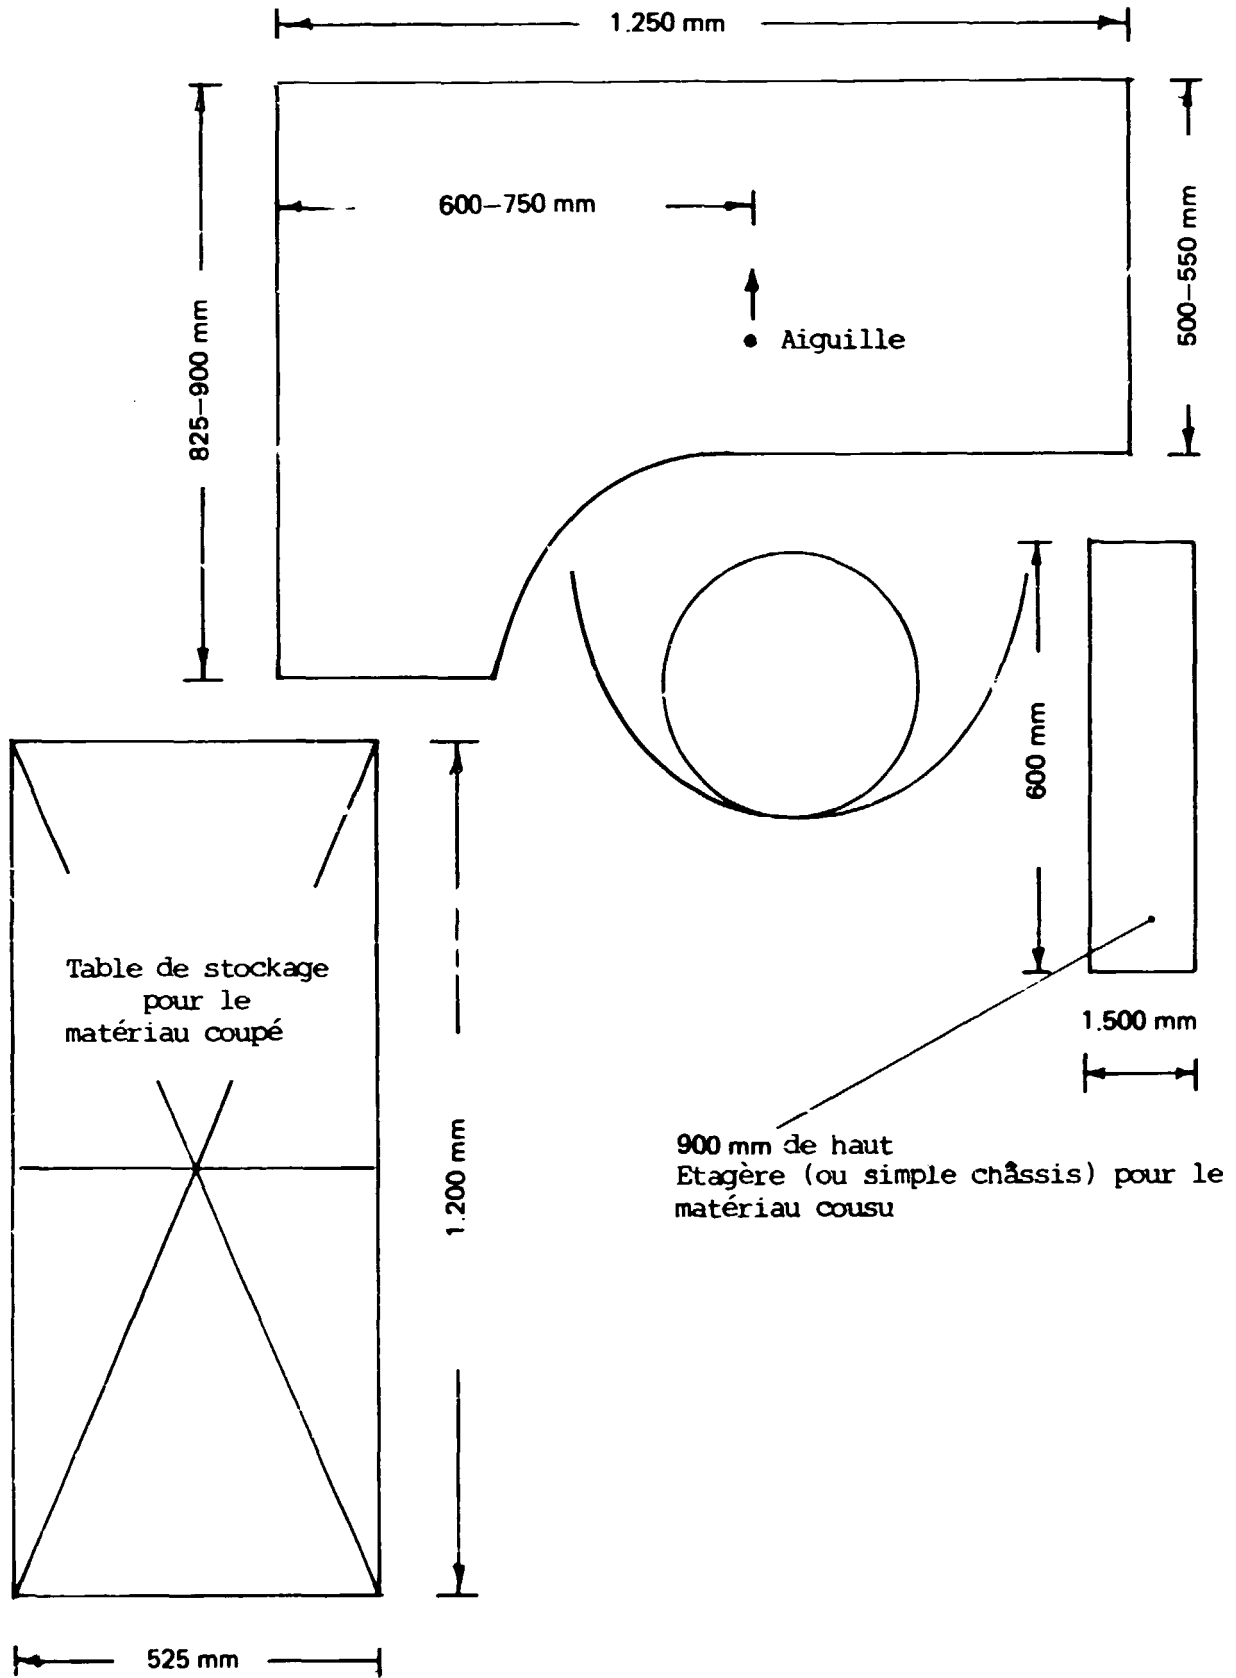 1.250 mm
600–750 mm
825–900 mm
500–550 mm
Aiguille
600 mm
Table de stockage
pour le
matériau coupé
1.500 mm
1.200 mm
900 mm de haut
Etagère (ou simple châssis) pour le
matériau cousu
525 mm